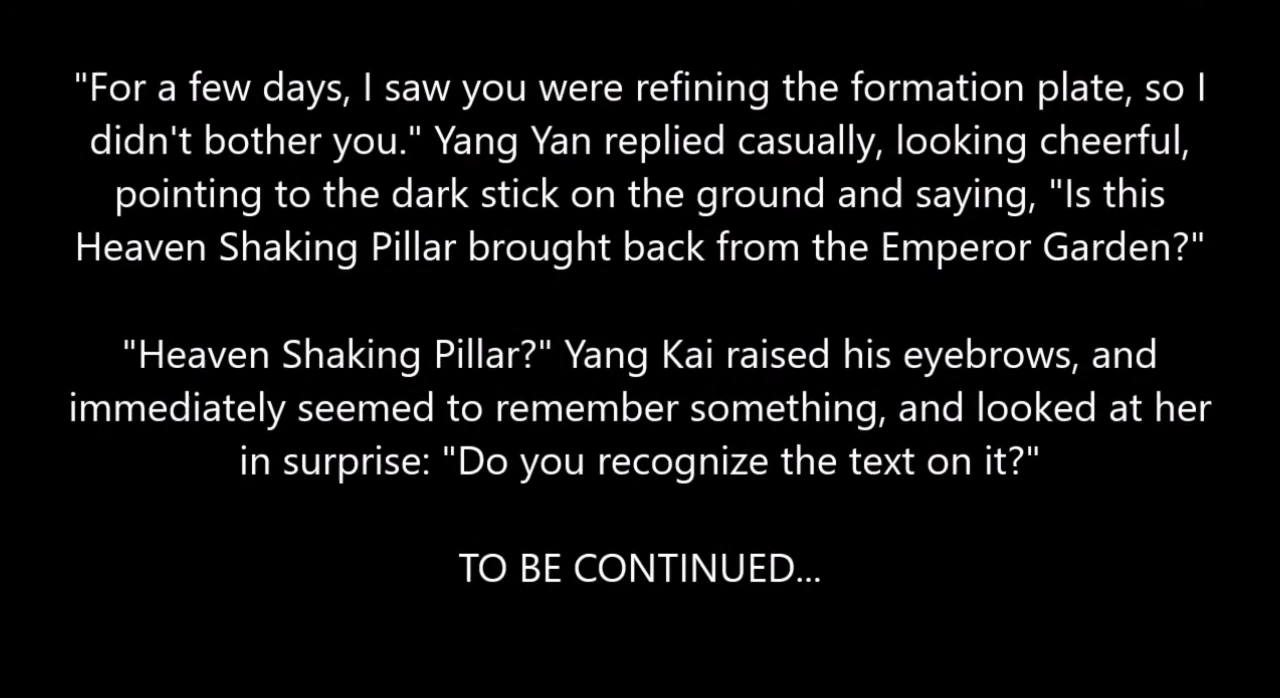 "For a few days, I saw you were refining the formation plate, so I
didn't bother you." Yang Yan replied casually, looking cheerful,
pointing to the dark stick on the ground and saying, "Is this
Heaven Shaking Pillar brought back from the Emperor Garden?"
"Heaven Shaking Pillar?" Yang Kai raised his eyebrows, and
immediately seemed to remember something, and looked at her
in surprise: "Do you recognize the text on it?"
TO BE CONTINUED...